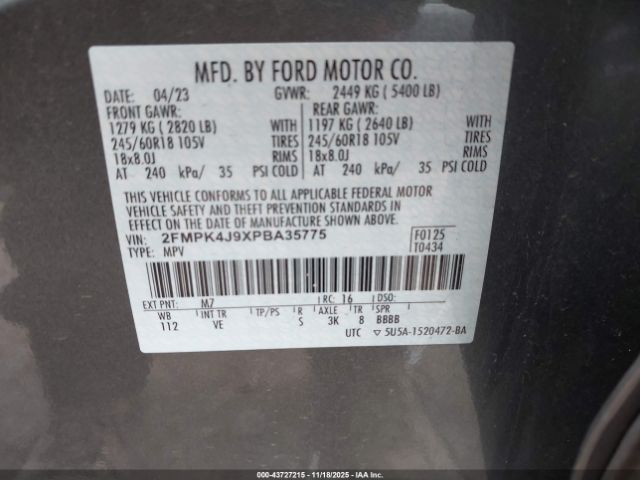 MFD. BY FORD MOTOR CO.
DATE: 04/23 GVWR: 2449 KG ( 5400 LB)
FRONT GAWR: REAR GAWR:
1279 KG ( 2820 LB) WITH 1197 KG ( 2640 LB) WITH
245/60R18 105V TIRES 245/60R18 105V TIRES
18x8.0J RIMS 18x8.0J RIMS
AT 240 kPa/ 35 PSI COLD AT 240 kPa/ 35 PSI COLD
THIS VEHICLE CONFORMS TO ALL APPLICABLE FEDERAL MOTOR
VEHICLE SAFETY AND THEFT PREVENTION STANDARDS IN
EFFECT ON THE DATE OF MANUFACTURE SHOWN ABOVE.
VIN: 2FMPK4J9XPBA35775 F0125
TYPE: MPV T0434
EXT PNT: M7 RC: 16 DSO:
WB INT TR TP/PS R AXLE TR SPR
112 VE S 3K 8 BBBB
UTC ▽ 5U5A-1520472-BA
000-43727215 - 11/18/2025 - IAA, Inc.